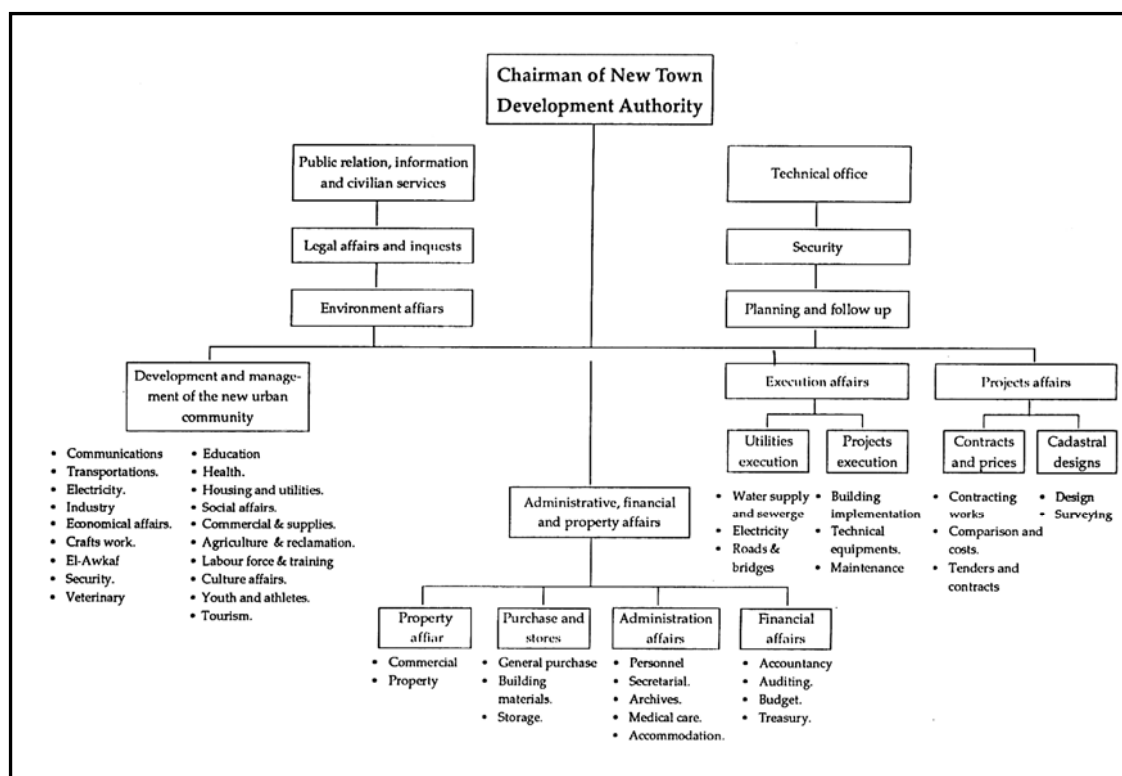 Chairman of New Town
Development Authority
Public relation, information
and civilian services
Technical office
Legal affairs and inquests
Security
Environment affiars
Planning and follow up
Development and manage-
ment of the new urban
community
Execution affairs
Projects affairs
• Communications
• Transportations.
• Electricity.
• Industry
• Economical affairs.
• Crafts work.
• El-Awkaf
• Security.
• Veterinary
• Education
• Health.
• Housing and utilities.
• Social affairs.
• Commercial & supplies.
• Agriculture & reclamation.
• Labour force & training
• Culture affairs.
• Youth and athletes.
• Tourism.
Utilities
execution
Projects
execution
Contracts
and prices
Cadastral
designs
• Water supply
and sewerge
• Electricity
• Roads &
bridges
• Building
implementation
• Technical
equipments.
• Maintenance
• Contracting
works
• Comparison and
costs.
• Tenders and
contracts
• Design
• Surveying
Administrative, financial
and property affairs
Property
affiar
Purchase and
stores
Administration
affairs
Financial
affairs
• Commercial
• Property
• General purchase
• Building
materials.
• Storage.
• Personnel
• Secretarial.
• Archives.
• Medical care.
• Accommodation.
• Accountancy
• Auditing.
• Budget.
• Treasury.